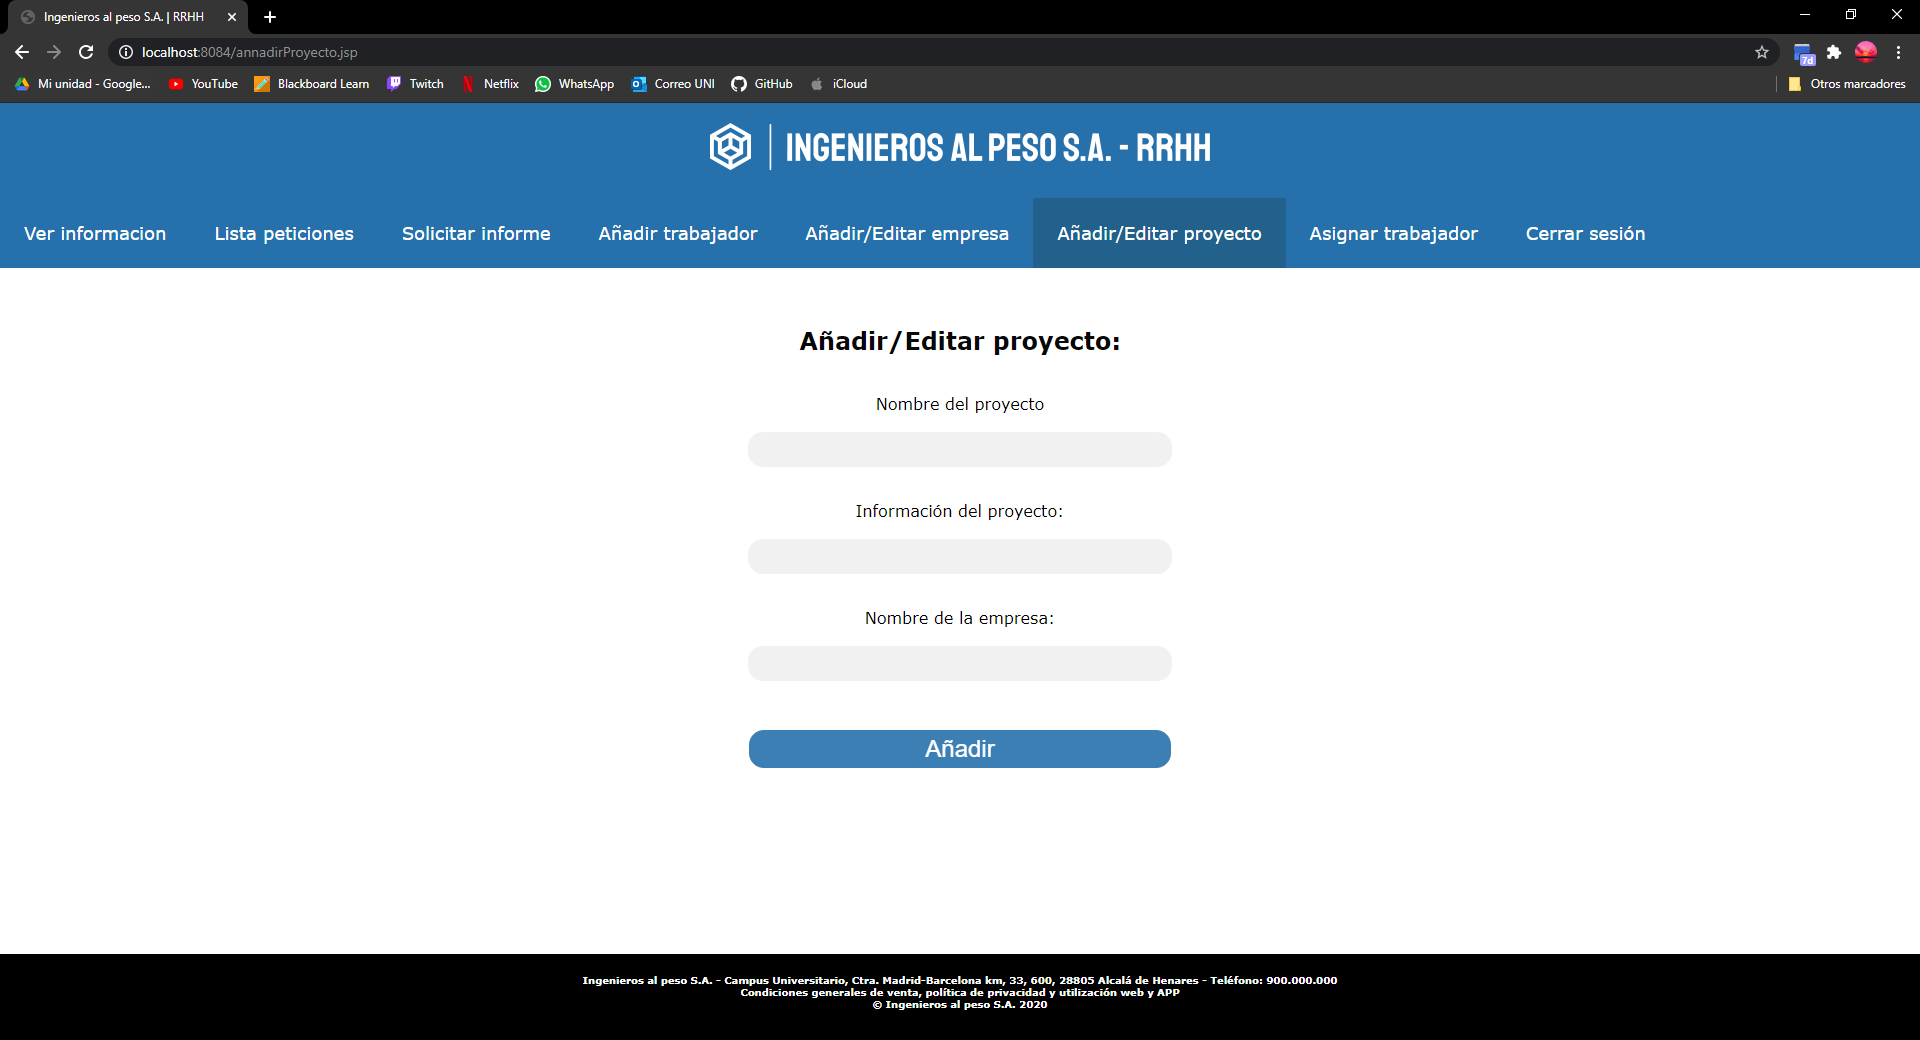 Ingenieros al peso S.A. | RRHH
localhost:8084/annadirProyecto.jsp
7d
Mi unidad - Google... YouTube Blackboard Learn Twitch Netflix WhatsApp Correo UNI GitHub iCloud Otros marcadores
INGENIEROS AL PESO S.A. - RRHH
Ver informacion Lista peticiones Solicitar informe Añadir trabajador Añadir/Editar empresa Añadir/Editar proyecto Asignar trabajador Cerrar sesión
Añadir/Editar proyecto:
Nombre del proyecto
Información del proyecto:
Nombre de la empresa:
Añadir
Ingenieros al peso S.A. - Campus Universitario, Ctra. Madrid-Barcelona km, 33, 600, 28805 Alcalá de Henares - Teléfono: 900.000.000
Condiciones generales de venta, política de privacidad y utilización web y APP
© Ingenieros al peso S.A. 2020